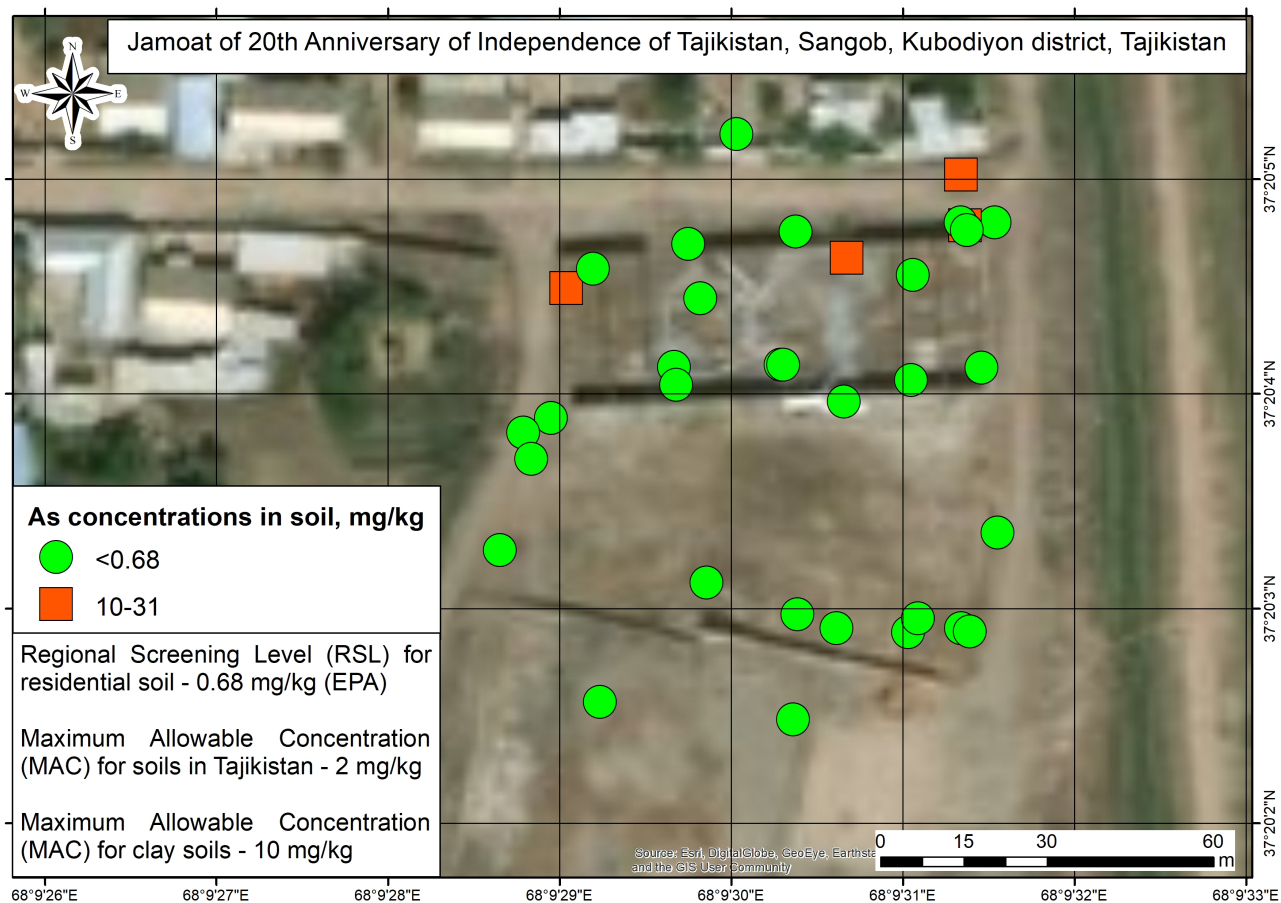 Jamoat of 20th Anniversary of Independence of Tajikistan, Sangob, Kubodiyon district, Tajikistan
N
W E
S
37°20'5"N
37°20'4"N
37°20'3"N
37°20'2"N
As concentrations in soil, mg/kg
<0.68
10-31
Regional Screening Level (RSL) for
residential soil - 0.68 mg/kg (EPA)
Maximum Allowable Concentration
(MAC) for soils in Tajikistan - 2 mg/kg
Maximum Allowable Concentration
(MAC) for clay soils - 10 mg/kg
0 15 30 60
m
Source: Esri, DigitalGlobe, GeoEye, Earthsta
and the GIS User Community
68°9'26"E 68°9'27"E 68°9'28"E 68°9'29"E 68°9'30"E 68°9'31"E 68°9'32"E 68°9'33"E